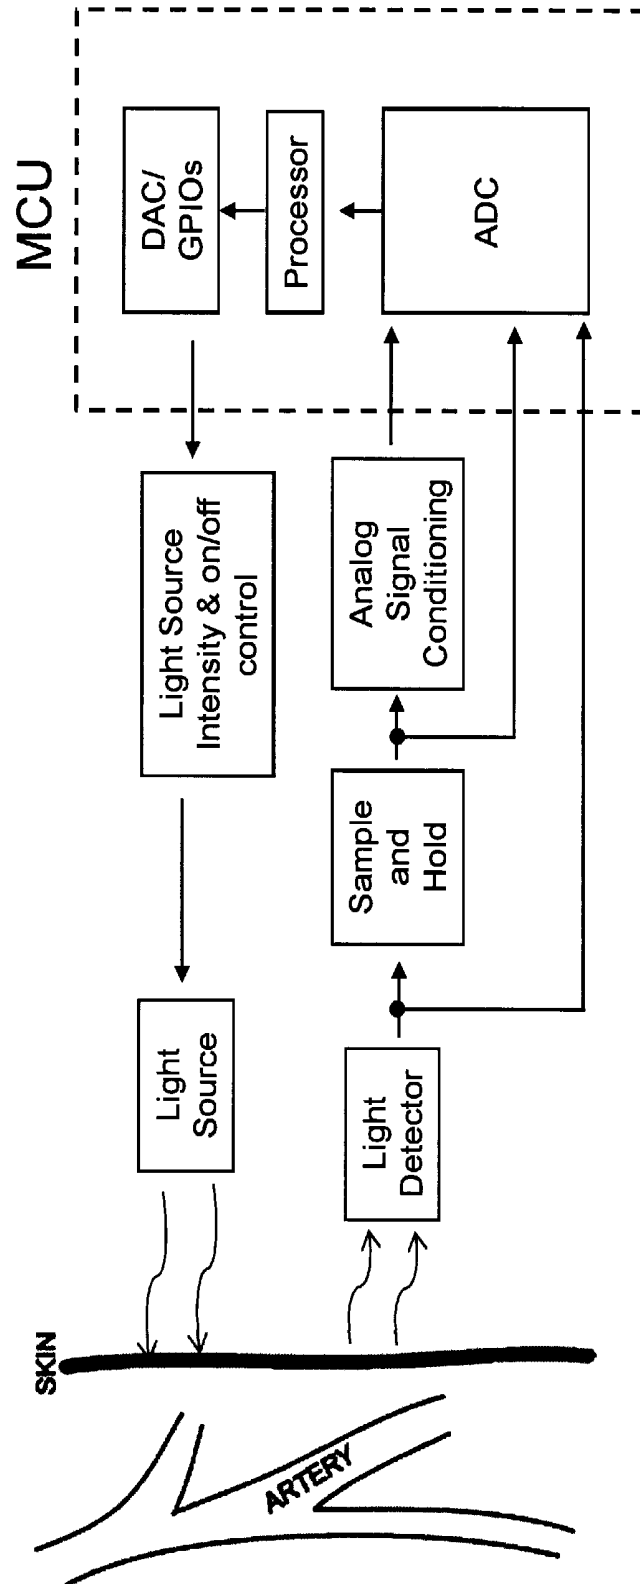 MCU
DAC/
GPIOs
Processor
ADC
Light Source
Intensity & on/off
control
Analog
Signal
Conditioning
Sample
and
Hold
Light
Source
Light
Detector
SKIN
ARTERY